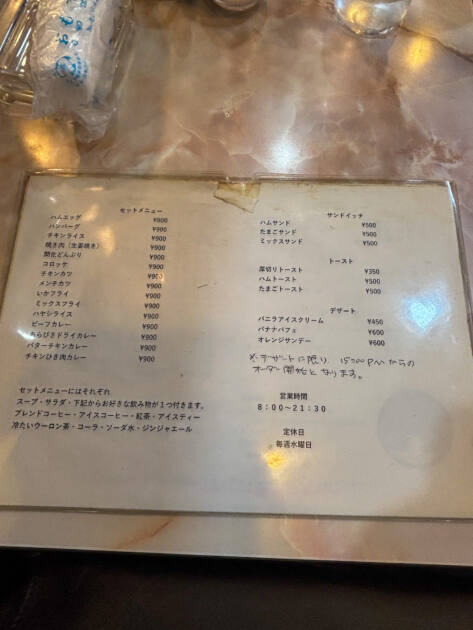 おもて
セットメニュー
ハムエッグ ¥900
ハンバーグ ¥900
チキンライス ¥900
焼き肉(生姜焼き) ¥900
開化どんぶり ¥900
コロッケ ¥900
チキンカツ ¥900
メンチカツ ¥900
いかフライ ¥900
ミックスフライ ¥900
ハヤシライス ¥900
ビーフカレー ¥900
あらびきドライカレー ¥900
バターチキンカレー ¥900
チキンひき肉カレー ¥900
セットメニューにはそれぞれ
スープ・サラダ・下記からお好きな飲み物が1つ付きます。
ブレンドコーヒー・アイスコーヒー・紅茶・アイスティー
冷たいウーロン茶・コーラ・ソーダ水・ジンジャエール
サンドイッチ
ハムサンド ¥500
たまごサンド ¥500
ミックスサンド ¥500
トースト
厚切りトースト ¥350
ハムトースト ¥500
たまごトースト ¥500
デザート
バニラアイスクリーム ¥450
バナナパフェ ¥600
オレンジサンデー ¥600
※デザートに限り、15:00PMからの
オーダー開始となります。
営業時間
8:00~21:30
定休日
毎週水曜日